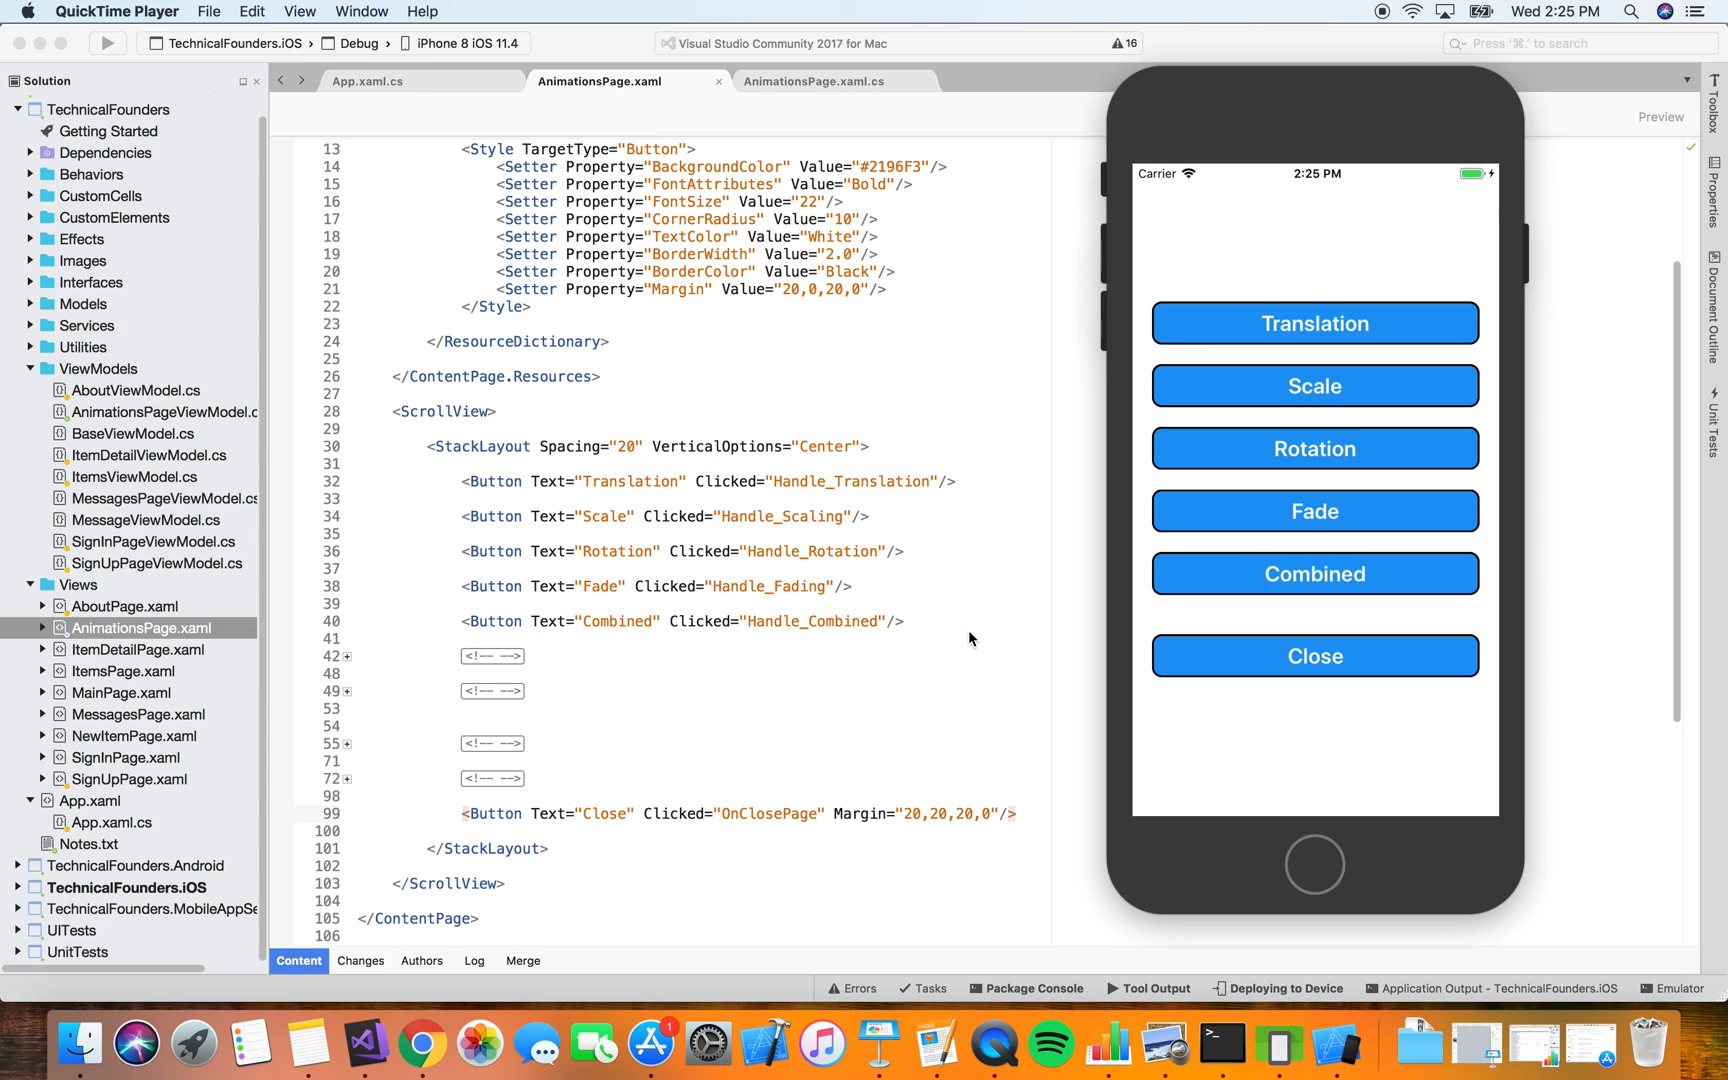 QuickTime Player File Edit View Window Help Wed 2:25 PM
TechnicalFounders.iOS › Debug › iPhone 8 iOS 11.4 Visual Studio Community 2017 for Mac 16 Press '⌘.' to search
Solution
App.xaml.cs AnimationsPage.xaml AnimationsPage.xaml.cs
Preview
TechnicalFounders
Getting Started
Dependencies
Behaviors
CustomCells
CustomElements
Effects
Images
Interfaces
Models
Services
Utilities
ViewModels
AboutViewModel.cs
AnimationsPageViewModel.c
BaseViewModel.cs
ItemDetailViewModel.cs
ItemsViewModel.cs
MessagesPageViewModel.cs
MessageViewModel.cs
SignInPageViewModel.cs
SignUpPageViewModel.cs
Views
AboutPage.xaml
AnimationsPage.xaml
ItemDetailPage.xaml
ItemsPage.xaml
MainPage.xaml
MessagesPage.xaml
NewItemPage.xaml
SignInPage.xaml
SignUpPage.xaml
App.xaml
App.xaml.cs
Notes.txt
TechnicalFounders.Android
TechnicalFounders.iOS
TechnicalFounders.MobileAppSe
UITests
UnitTests
13 <Style TargetType="Button">
14 <Setter Property="BackgroundColor" Value="#2196F3"/>
15 <Setter Property="FontAttributes" Value="Bold"/>
16 <Setter Property="FontSize" Value="22"/>
17 <Setter Property="CornerRadius" Value="10"/>
18 <Setter Property="TextColor" Value="White"/>
19 <Setter Property="BorderWidth" Value="2.0"/>
20 <Setter Property="BorderColor" Value="Black"/>
21 <Setter Property="Margin" Value="20,0,20,0"/>
22 </Style>
23
24 </ResourceDictionary>
25
26 </ContentPage.Resources>
27
28 <ScrollView>
29
30 <StackLayout Spacing="20" VerticalOptions="Center">
31
32 <Button Text="Translation" Clicked="Handle_Translation"/>
33
34 <Button Text="Scale" Clicked="Handle_Scaling"/>
35
36 <Button Text="Rotation" Clicked="Handle_Rotation"/>
37
38 <Button Text="Fade" Clicked="Handle_Fading"/>
39
40 <Button Text="Combined" Clicked="Handle_Combined"/>
41
42 <!-- -->
48
49 <!-- -->
53
54
55 <!-- -->
71
72 <!-- -->
98
99 <Button Text="Close" Clicked="OnClosePage" Margin="20,20,20,0"/>
100
101 </StackLayout>
102
103 </ScrollView>
104
105 </ContentPage>
106
Carrier 2:25 PM
Translation
Scale
Rotation
Fade
Combined
Close
Toolbox
Properties
Document Outline
Unit Tests
Content Changes Authors Log Merge
Errors Tasks Package Console Tool Output Deploying to Device Application Output - TechnicalFounders.iOS Emulator
1